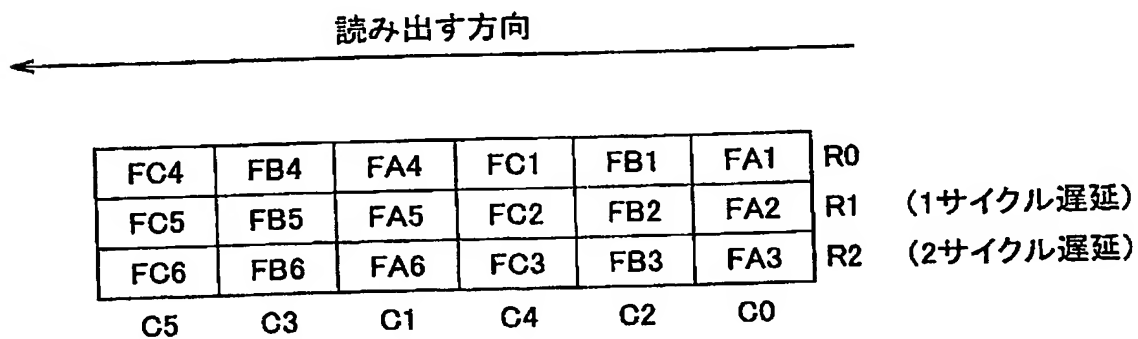 読み出す方向
FC4 FB4 FA4 FC1 FB1 FA1 R0
FC5 FB5 FA5 FC2 FB2 FA2 R1 (1サイクル遅延)
FC6 FB6 FA6 FC3 FB3 FA3 R2 (2サイクル遅延)
C5 C3 C1 C4 C2 C0